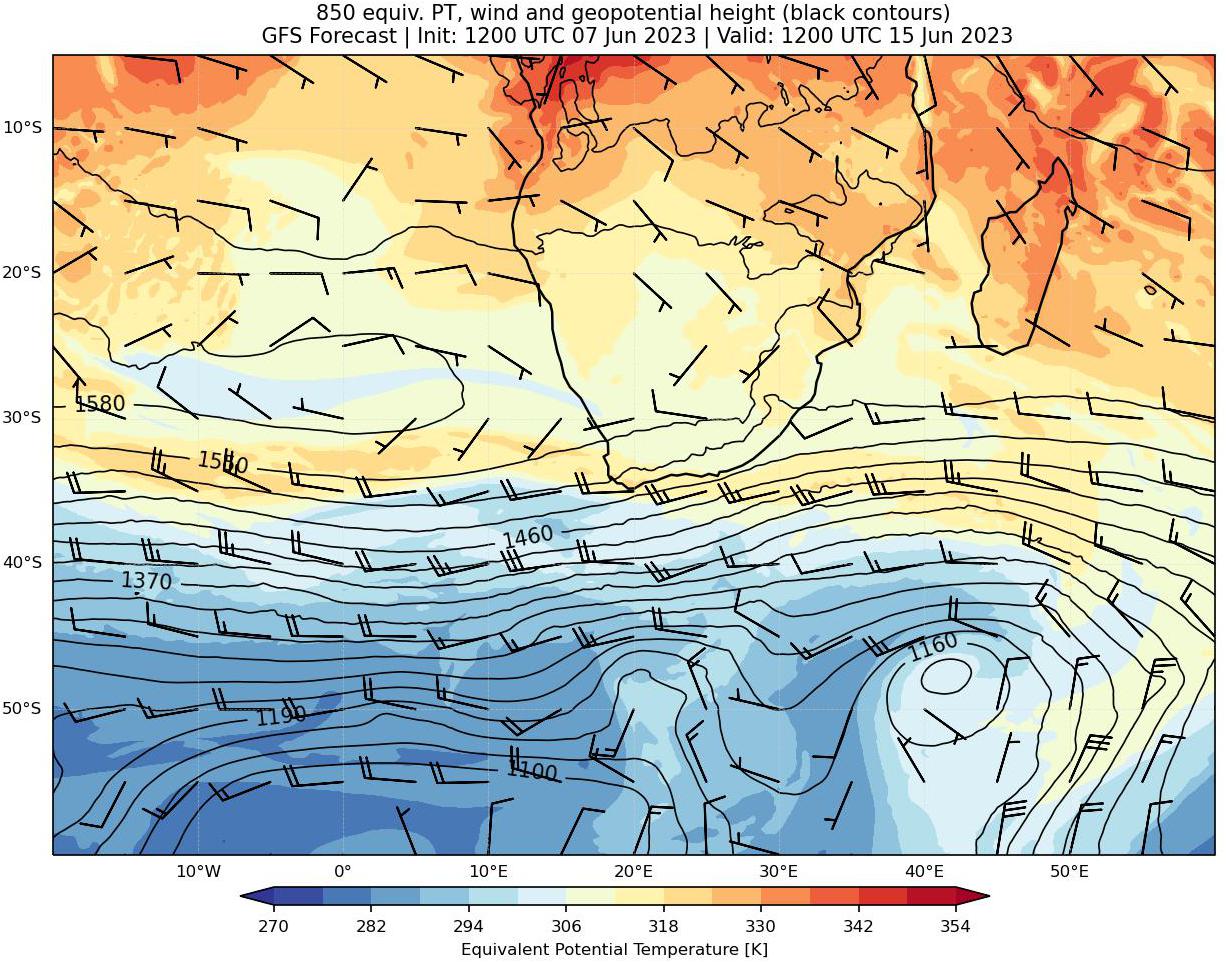 850 equiv. PT, wind and geopotential height (black contours)
GFS Forecast | Init: 1200 UTC 07 Jun 2023 | Valid: 1200 UTC 15 Jun 2023
10°S
20°S
1580
30°S
1550
1460
40°S
1370
1160
50°S
1190
1100
10°W 0° 10°E 20°E 30°E 40°E 50°E
270 282 294 306 318 330 342 354
Equivalent Potential Temperature [K]